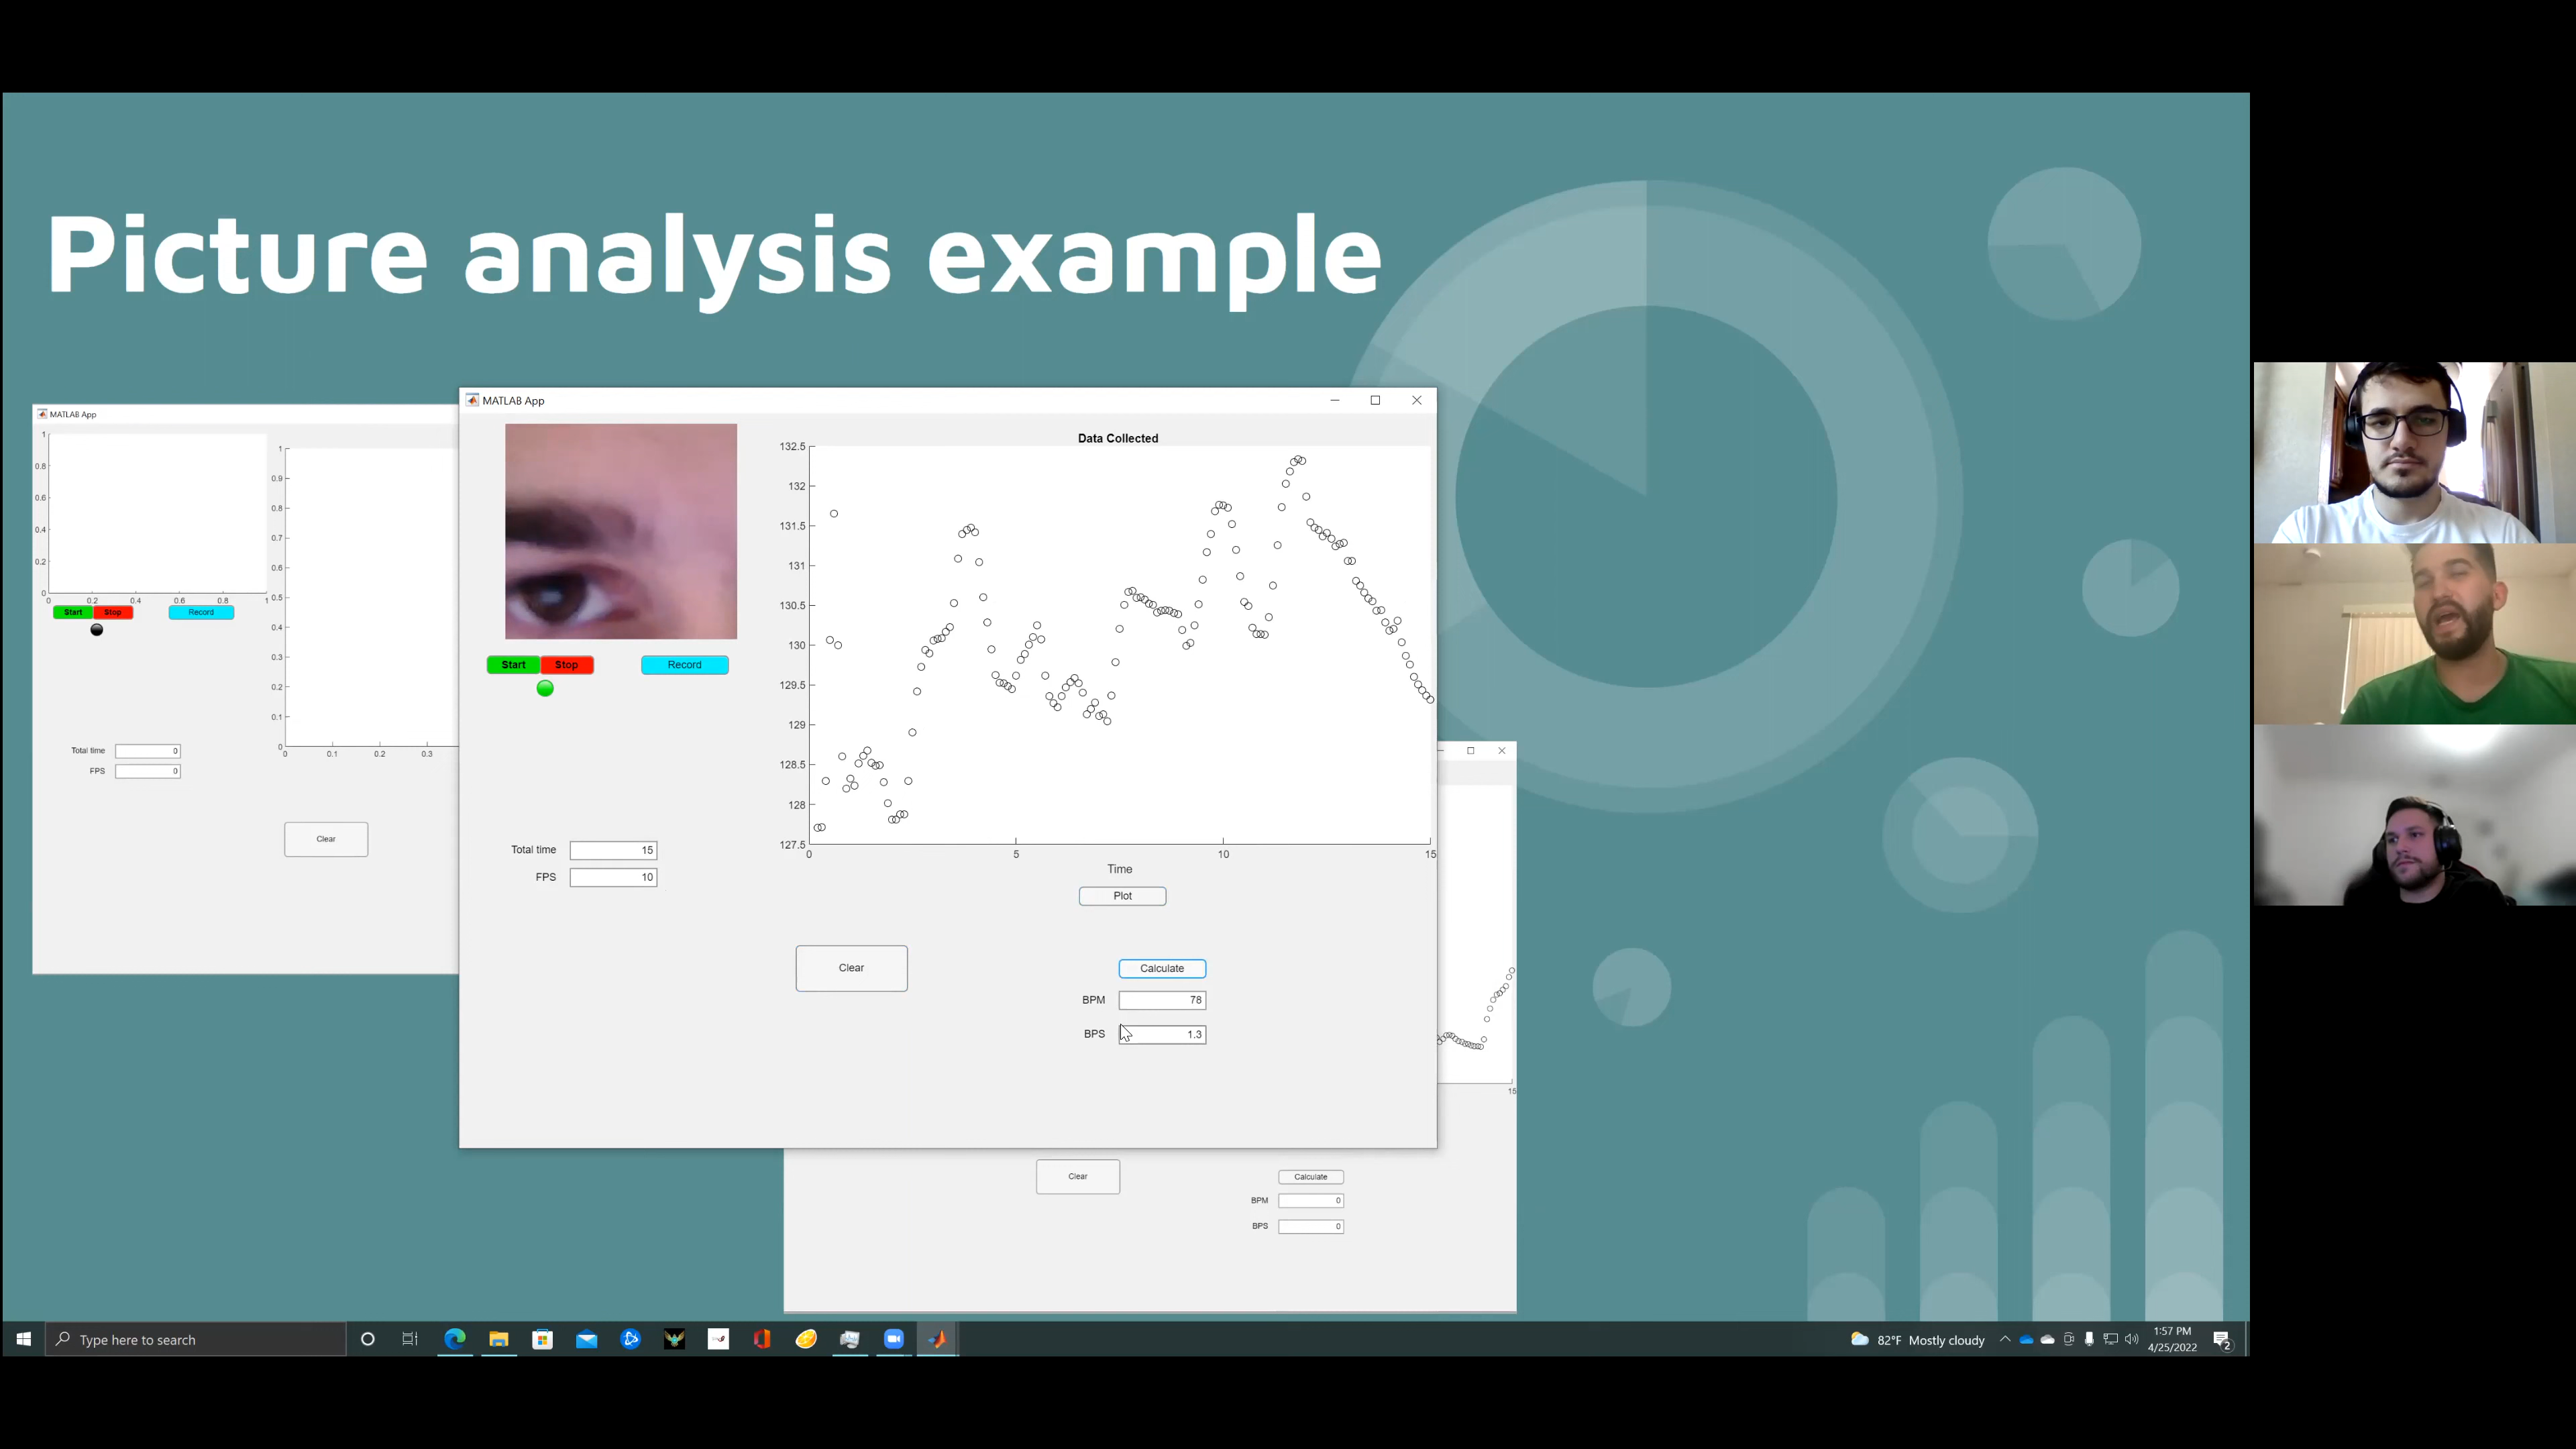 Picture analysis example
MATLAB App
1
0.8
0.6
0.4
0.2
0
0 0.2 0.4 0.6 0.8 1
Start Stop Record
Total time 0
FPS 0
1
0.9
0.8
0.7
0.6
0.5
0.4
0.3
0.2
0.1
0
0 0.1 0.2 0.3
Clear
MATLAB App
Start Stop Record
Total time 15
FPS 10
Data Collected
132.5
132
131.5
131
130.5
130
129.5
129
128.5
128
127.5
0 5 10 15
Time
Plot
Clear
Calculate
BPM 78
BPS 1.3
15
Clear
Calculate
BPM 0
BPS 0
Type here to search
82°F Mostly cloudy
1:57 PM
4/25/2022
2